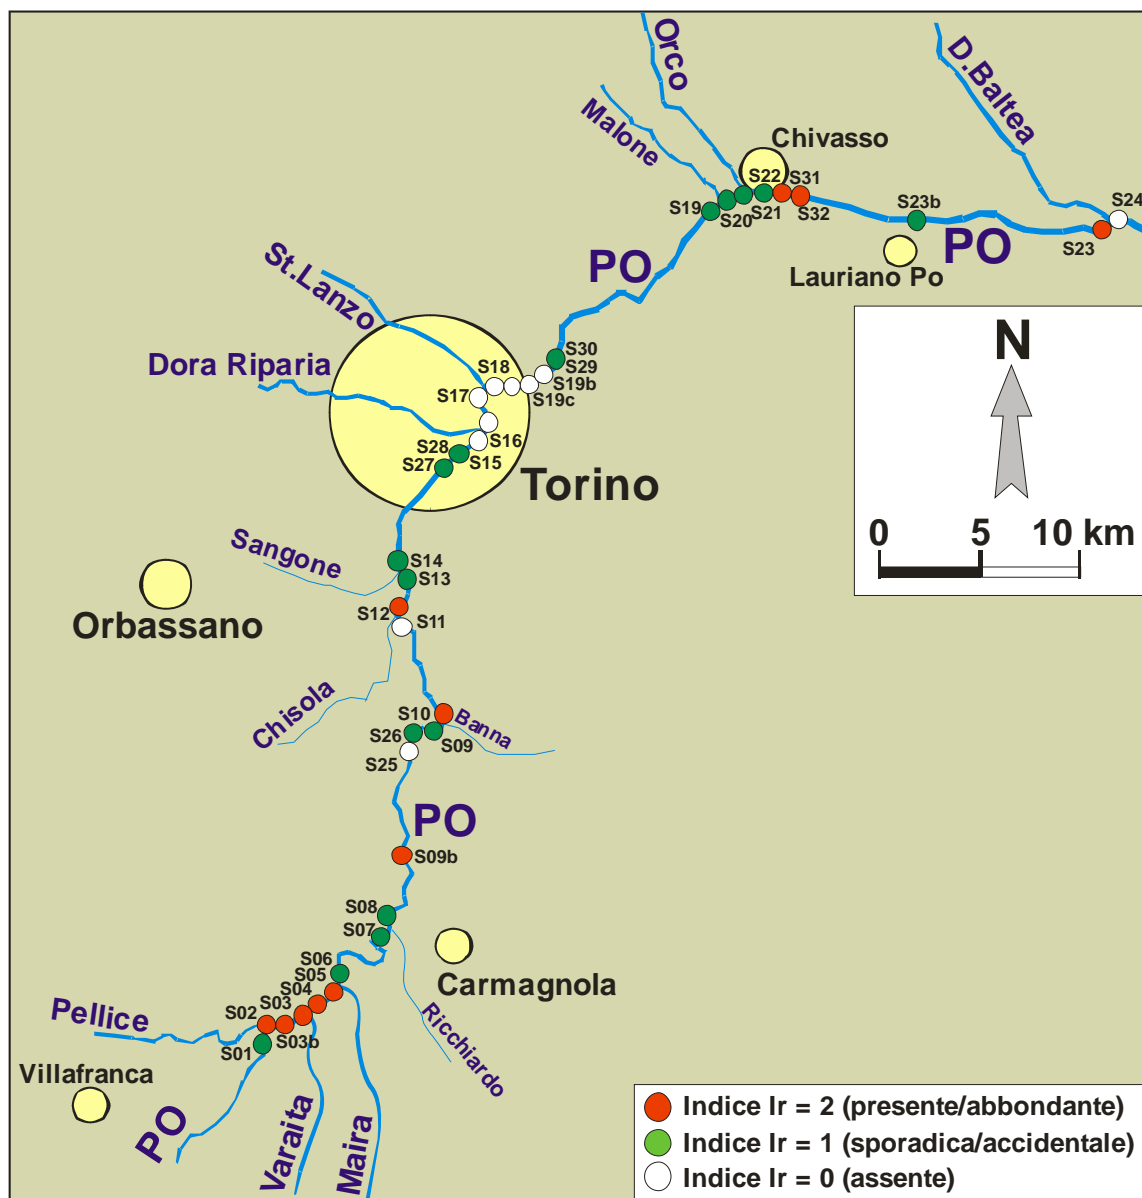 Orco
D.Baltea
Malone
Chivasso
S22
S31
S19
S20
S21
S32
S23b
S24
S23
PO
PO
Lauriano Po
St.Lanzo
Dora Riparia
S18
S30
S29
S19b
S19c
S17
S16
S28
S15
S27
Torino
N
0 5 10 km
Sangone
S14
S13
Orbassano
S12
S11
Chisola
S10
Banna
S26
S09
S25
PO
S09b
S08
S07
Carmagnola
S06
S05
S04
S03
S02
Pellice
S03b
S01
Ricchiardo
Villafranca
PO
Varaita
Maira
Indice Ir = 2 (presente/abbondante)
Indice Ir = 1 (sporadica/accidentale)
Indice Ir = 0 (assente)